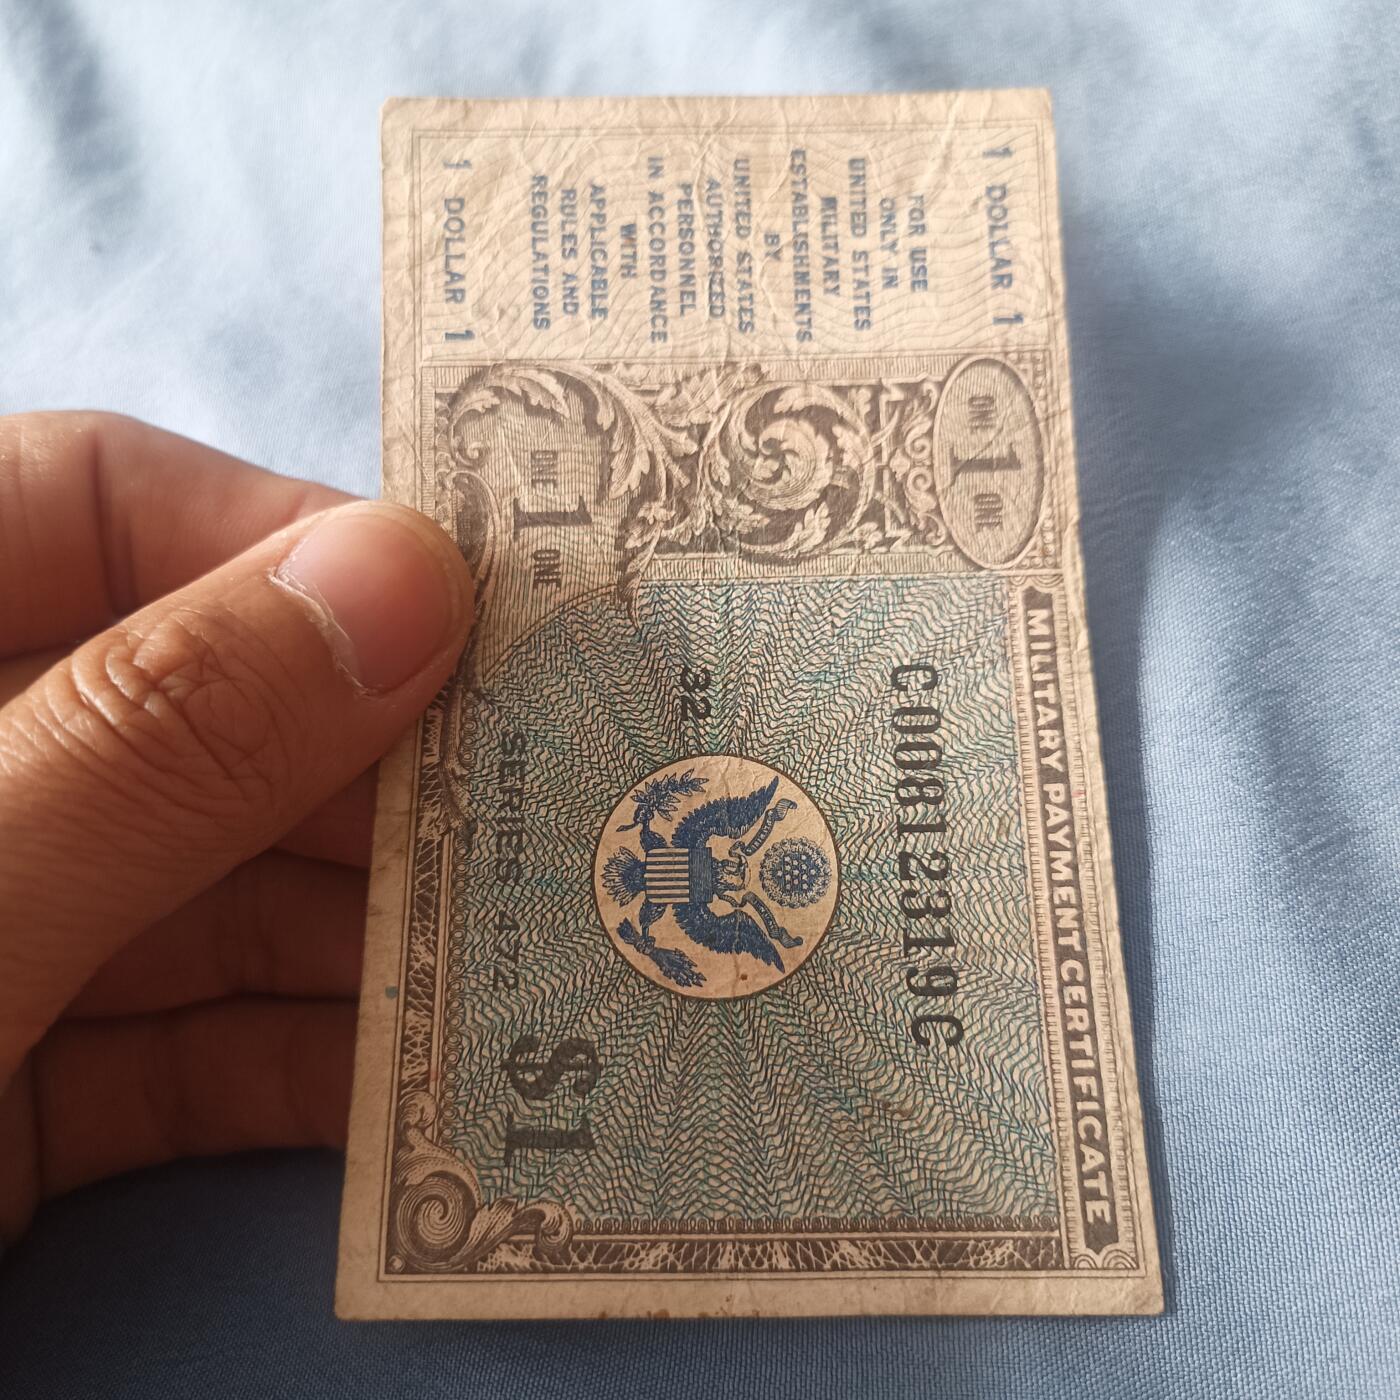 1 DOLLAR 1
FOR USE
ONLY IN
UNITED STATES
MILITARY
ESTABLISHMENTS
BY
UNITED STATES
AUTHORIZED
PERSONNEL
IN ACCORDANCE
WITH
APPLICABLE
RULES AND
REGULATIONS
1 DOLLAR 1
ONE 1 ONE
ONE 1 ONE
MILITARY PAYMENT CERTIFICATE
C00812319C
22
SERIES 472
$1